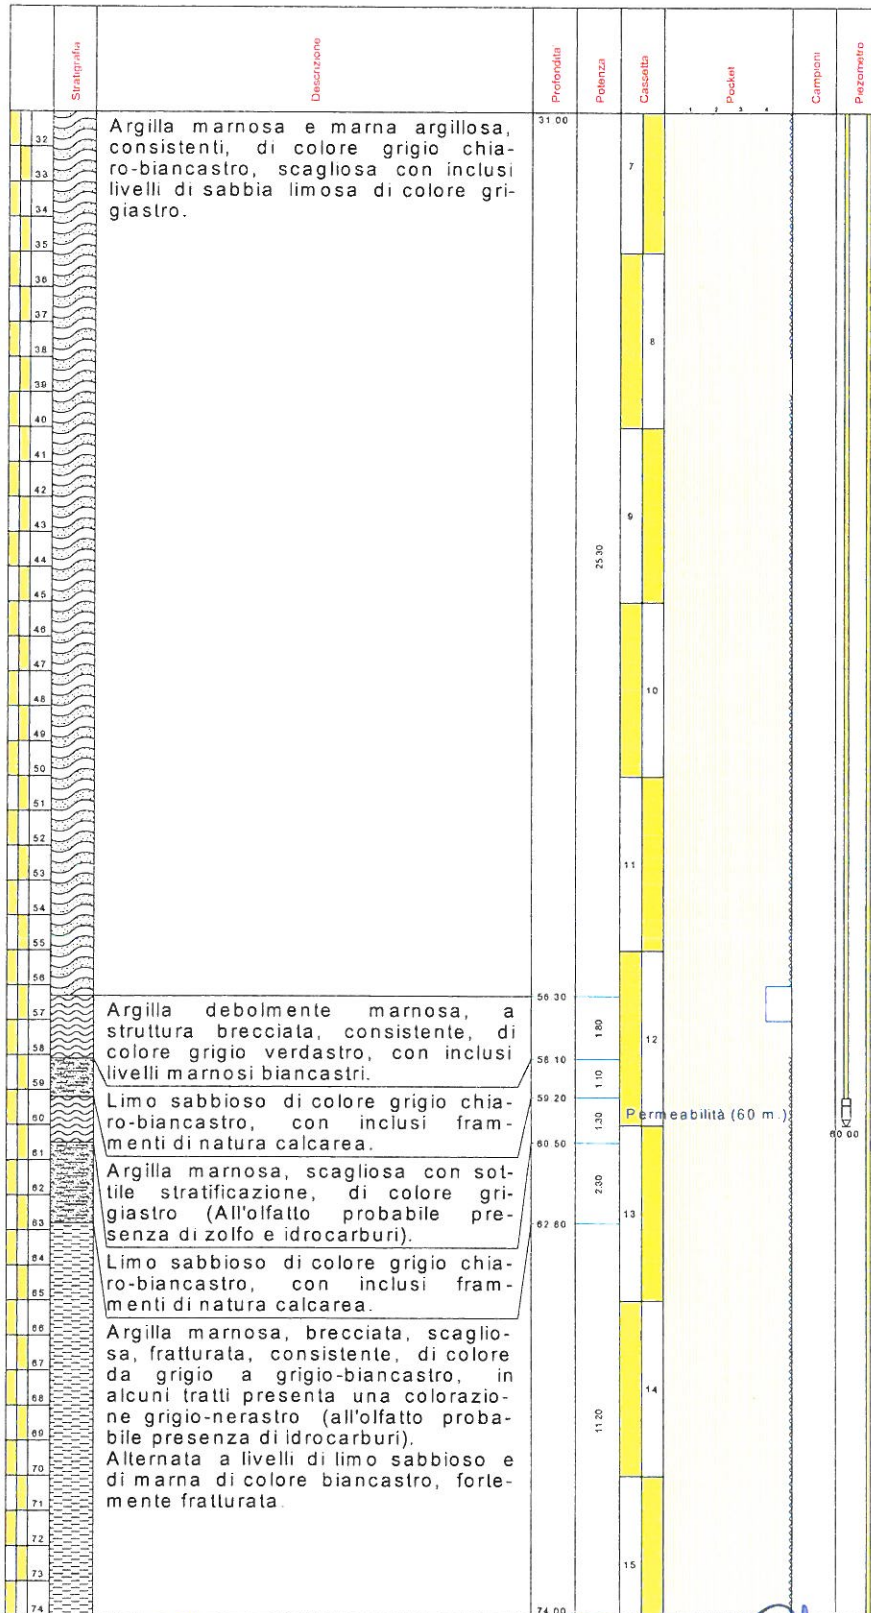 Stratigrafia
Descrizione
Profondita
Potenza
Cassetta
Pocket
Campioni
Piezometro
1 2 3 4
31 00
Argilla marnosa e marna argillosa,
consistenti, di colore grigio chia-
ro-biancastro, scagliosa con inclusi
livelli di sabbia limosa di colore gri-
giastro.
32
33
34
35
36
37
38
39
40
41
42
43
44
45
46
47
48
49
50
51
52
53
54
55
56
57
58
59
60
61
62
63
64
65
66
67
68
69
70
71
72
73
74
7
8
9
25.30
10
11
56 30
Argilla debolmente marnosa, a
struttura brecciata, consistente, di
colore grigio verdastro, con inclusi
livelli marnosi biancastri.
1.80
12
58 10
1.10
59 20
Limo sabbioso di colore grigio chia-
ro-biancastro, con inclusi fram-
menti di natura calcarea.
1.30
Permeabilità (60 m.)
60 00
60 50
Argilla marnosa, scagliosa con sot-
tile stratificazione, di colore gri-
giastro (All'olfatto probabile pre-
senza di zolfo e idrocarburi).
2.30
13
62 80
Limo sabbioso di colore grigio chia-
ro-biancastro, con inclusi fram-
menti di natura calcarea.
Argilla marnosa, brecciata, scaglio-
sa, fratturata, consistente, di colore
da grigio a grigio-biancastro, in
alcuni tratti presenta una colorazio-
ne grigio-nerastro (all'olfatto proba-
bile presenza di idrocarburi).
Alternata a livelli di limo sabbioso e
di marna di colore biancastro, forte-
mente fratturata.
14
11.20
15
74 00